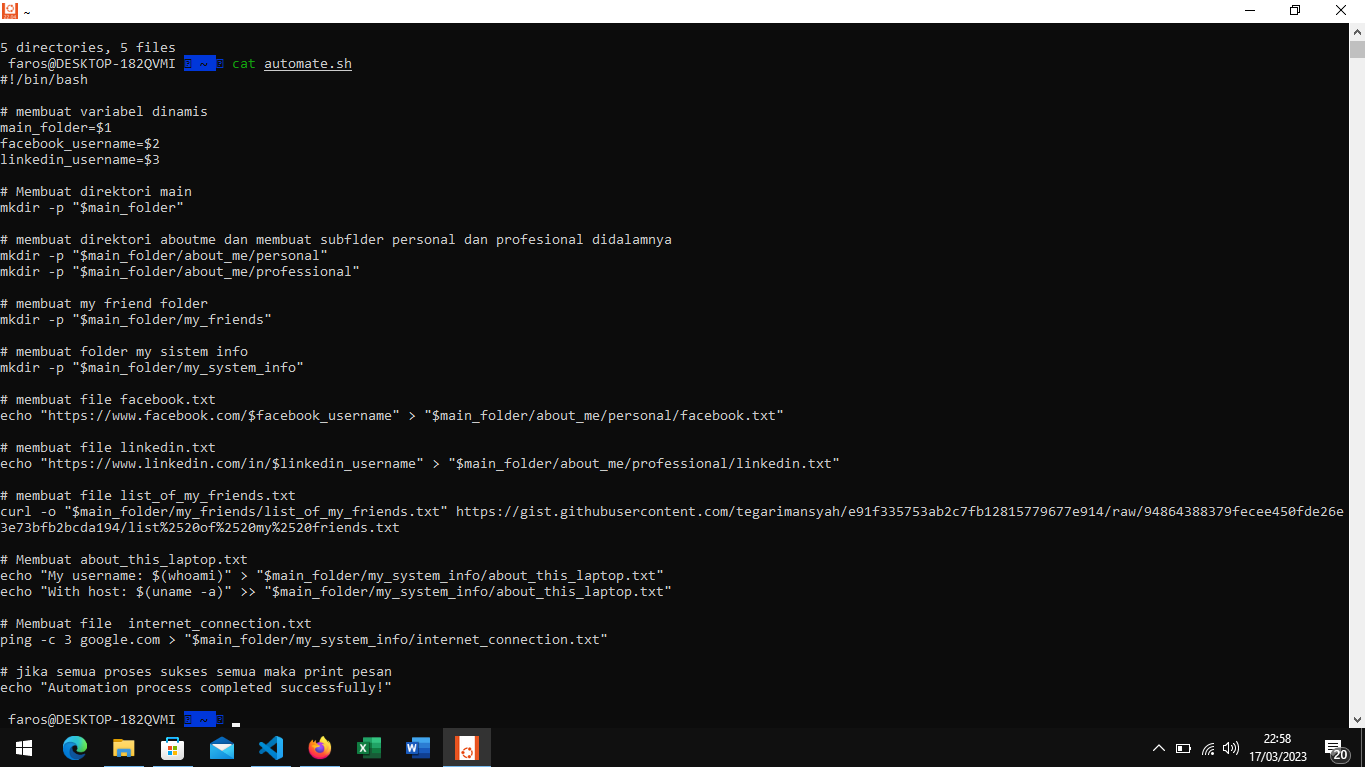 ~
5 directories, 5 files
faros@DESKTOP-182QVMI ~ cat automate.sh
#!/bin/bash
# membuat variabel dinamis
main_folder=$1
facebook_username=$2
linkedin_username=$3
# Membuat direktori main
mkdir -p "$main_folder"
# membuat direktori aboutme dan membuat subflder personal dan profesional didalamnya
mkdir -p "$main_folder/about_me/personal"
mkdir -p "$main_folder/about_me/professional"
# membuat my friend folder
mkdir -p "$main_folder/my_friends"
# membuat folder my sistem info
mkdir -p "$main_folder/my_system_info"
# membuat file facebook.txt
echo "https://www.facebook.com/$facebook_username" > "$main_folder/about_me/personal/facebook.txt"
# membuat file linkedin.txt
echo "https://www.linkedin.com/in/$linkedin_username" > "$main_folder/about_me/professional/linkedin.txt"
# membuat file list_of_my_friends.txt
curl -o "$main_folder/my_friends/list_of_my_friends.txt" https://gist.githubusercontent.com/tegarimansyah/e91f335753ab2c7fb12815779677e914/raw/94864388379fecee450fde26e
3e73bfb2bcda194/list%2520of%2520my%2520friends.txt
# Membuat about_this_laptop.txt
echo "My username: $(whoami)" > "$main_folder/my_system_info/about_this_laptop.txt"
echo "With host: $(uname -a)" >> "$main_folder/my_system_info/about_this_laptop.txt"
# Membuat file  internet_connection.txt
ping -c 3 google.com > "$main_folder/my_system_info/internet_connection.txt"
# jika semua proses sukses semua maka print pesan
echo "Automation process completed successfully!"
faros@DESKTOP-182QVMI ~
22:58
17/03/2023
20